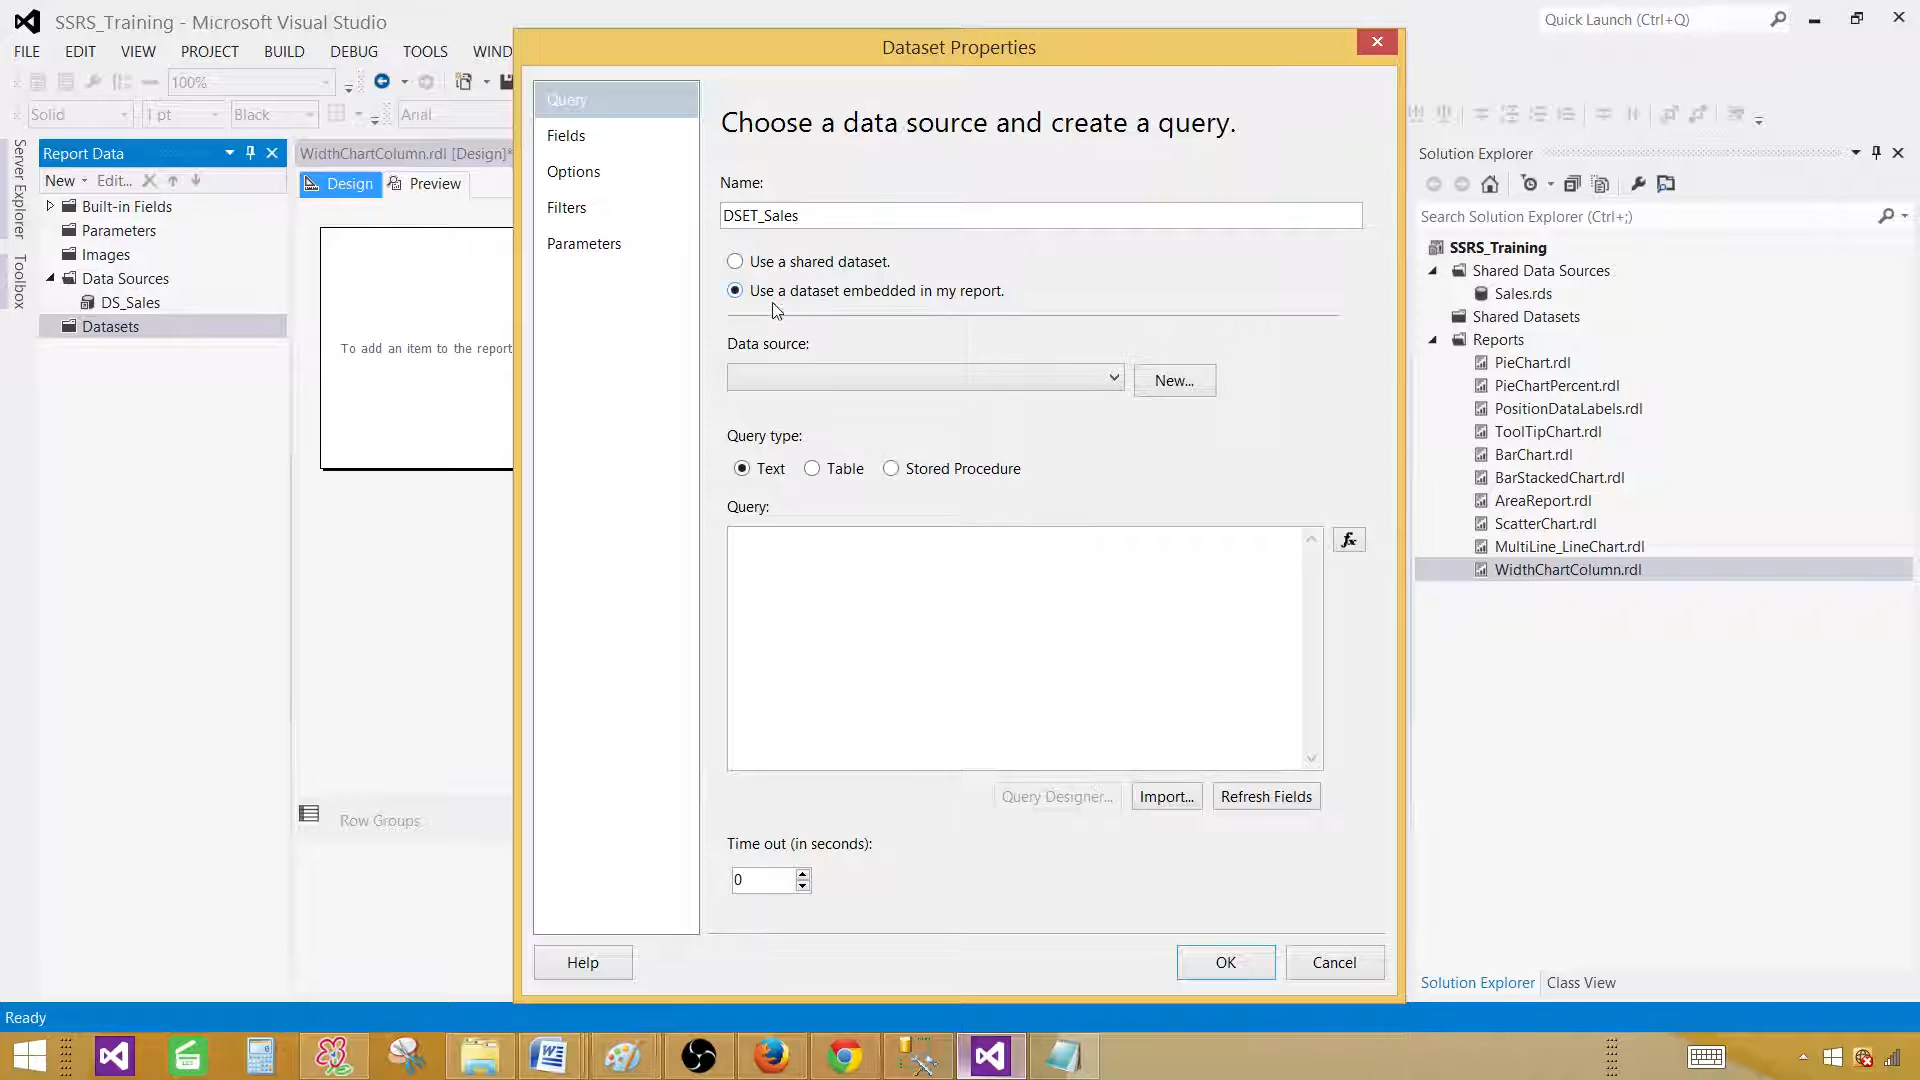 SSRS_Training - Microsoft Visual Studio
Quick Launch (Ctrl+Q)
FILE EDIT VIEW PROJECT BUILD DEBUG TOOLS WIND
100%
Solid 1 pt Black Arial
Server Explorer
Toolbox
Report Data
New Edit...
Built-in Fields
Parameters
Images
Data Sources
DS_Sales
Datasets
WidthChartColumn.rdl [Design]*
Design Preview
To add an item to the report
Row Groups
Dataset Properties
Query
Fields
Options
Filters
Parameters
Choose a data source and create a query.
Name:
DSET_Sales
Use a shared dataset.
Use a dataset embedded in my report.
Data source:
New...
Query type:
Text Table Stored Procedure
Query:
fx
Query Designer... Import... Refresh Fields
Time out (in seconds):
0
Help OK Cancel
Solution Explorer
Search Solution Explorer (Ctrl+;)
SSRS_Training
Shared Data Sources
Sales.rds
Shared Datasets
Reports
PieChart.rdl
PieChartPercent.rdl
PositionDataLabels.rdl
ToolTipChart.rdl
BarChart.rdl
BarStackedChart.rdl
AreaReport.rdl
ScatterChart.rdl
MultiLine_LineChart.rdl
WidthChartColumn.rdl
Solution Explorer Class View
Ready